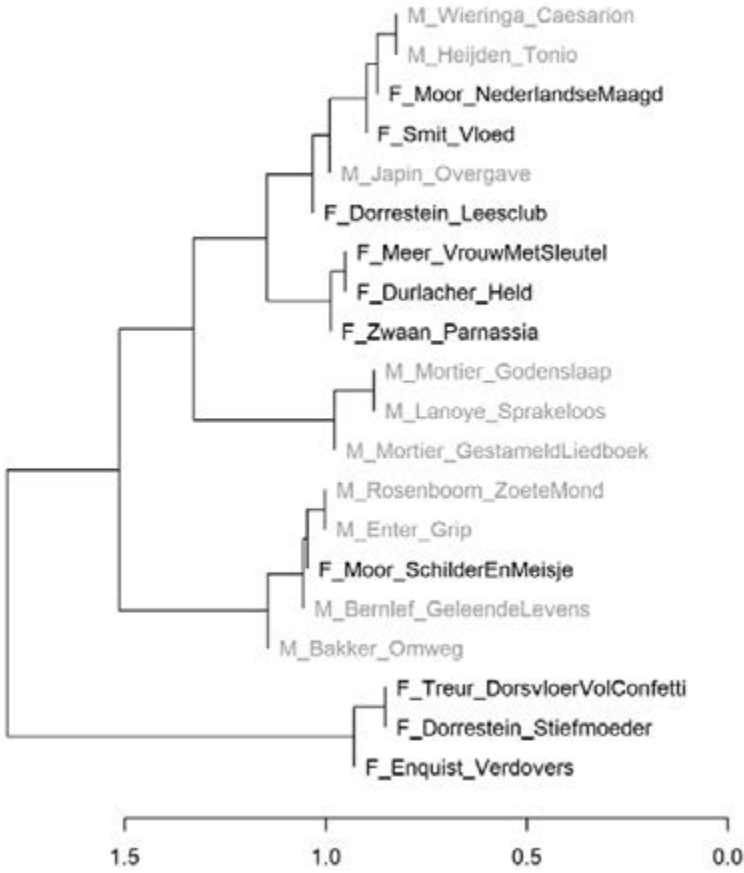 M_Wieringa_Caesarion
M_Heijden_Tonio
F_Moor_NederlandseMaagd
F_Smit_Vloed
M_Japin_Overgave
F_Dorrestein_Leesclub
F_Meer_VrouwMetSleutel
F_Durlacher_Held
F_Zwaan_Parnassia
M_Mortier_Godenslaap
M_Lanoye_Sprakeloos
M_Mortier_GestameldLiedboek
M_Rosenboom_ZoeteMond
M_Enter_Grip
F_Moor_SchilderEnMeisje
M_Bernlef_GeleendeLevens
M_Bakker_Omweg
F_Treur_DorsvloerVolConfetti
F_Dorrestein_Stiefmoeder
F_Enquist_Verdovers
1.5 1.0 0.5 0.0